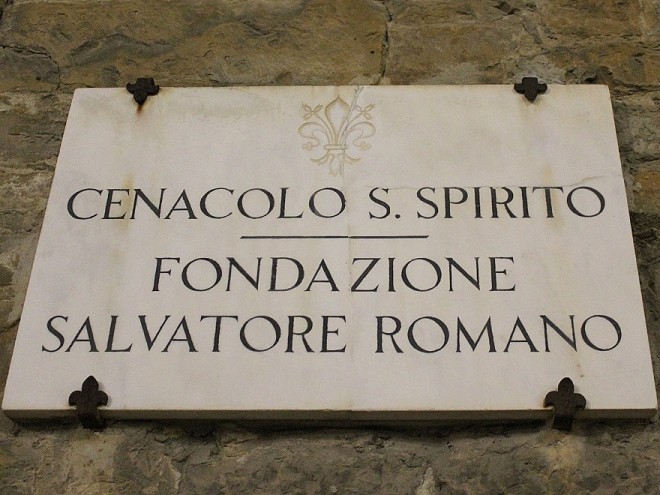 CENACOLO S. SPIRITO
FONDAZIONE
SALVATORE ROMANO